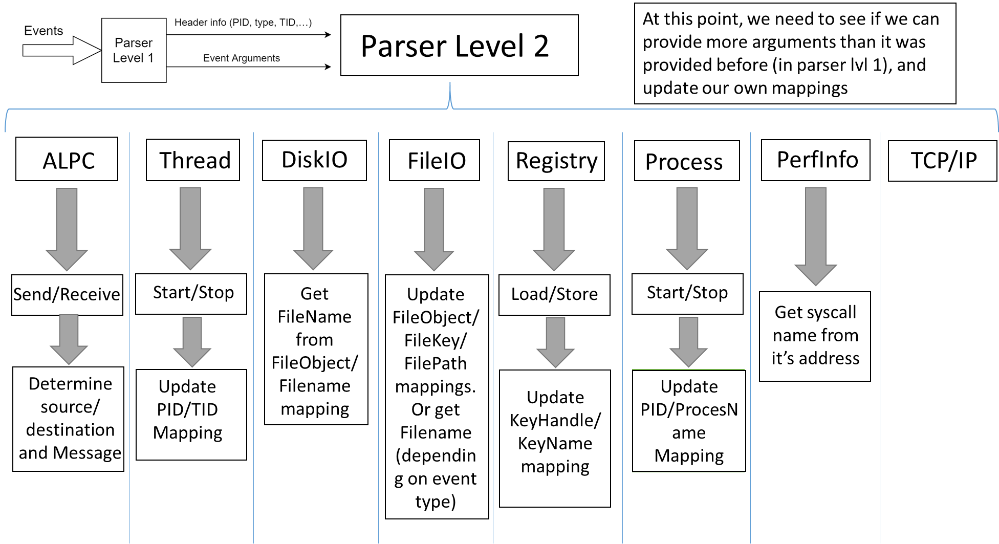 Events
Parser
Level 1
Header info (PID, type, TID,...)
Event Arguments
Parser Level 2
At this point, we need to see if we can
provide more arguments than it was
provided before (in parser lvl 1), and
update our own mappings
ALPC
Send/Receive
Determine
source/
destination
and Message
Thread
Start/Stop
Update
PID/TID
Mapping
DiskIO
Get
FileName
from
FileObject/
Filename
mapping
FileIO
Update
FileObject/
FileKey/
FilePath
mappings.
Or get
Filename
(dependin
g on event
type)
Registry
Load/Store
Update
KeyHandle/
KeyName
mapping
Process
Start/Stop
Update
PID/ProcesN
ame
Mapping
PerfInfo
Get syscall
name from
it’s address
TCP/IP